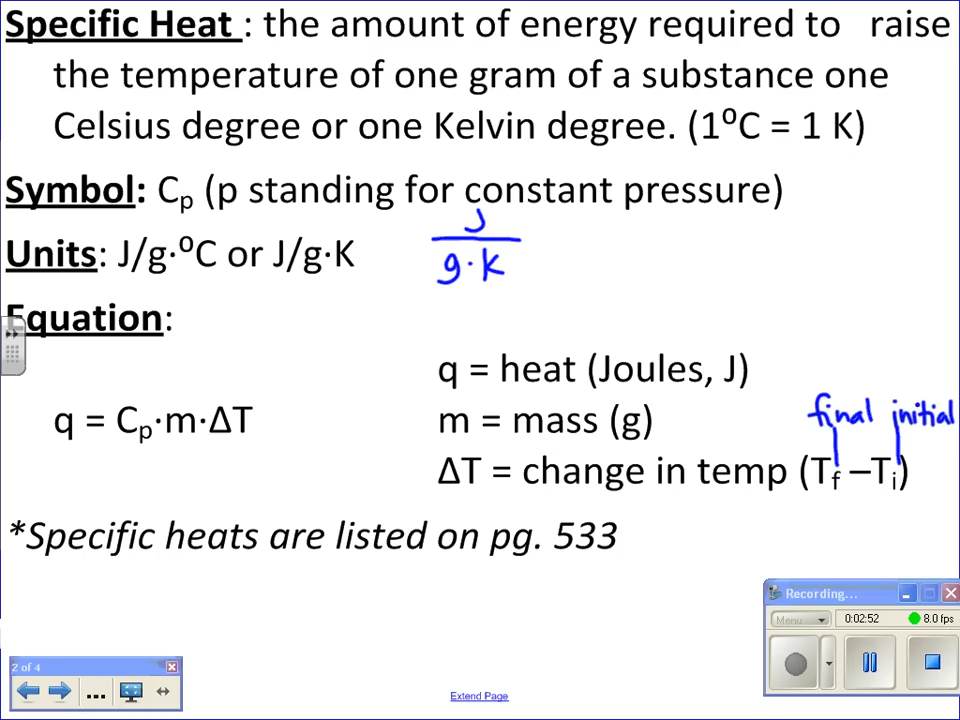 Specific Heat : the amount of energy required to raise
the temperature of one gram of a substance one
Celsius degree or one Kelvin degree. (1⁰C = 1 K)
Symbol: Cp (p standing for constant pressure)
Units: J/g·⁰C or J/g·K
J
g·K
Equation:
q = heat (Joules, J)
q = Cp·m·ΔT
m = mass (g)
final initial
ΔT = change in temp (Tf –Ti)
*Specific heats are listed on pg. 533
Recording...
Menu
0:02:52
8.0 fps
2 of 4
...
Extend Page